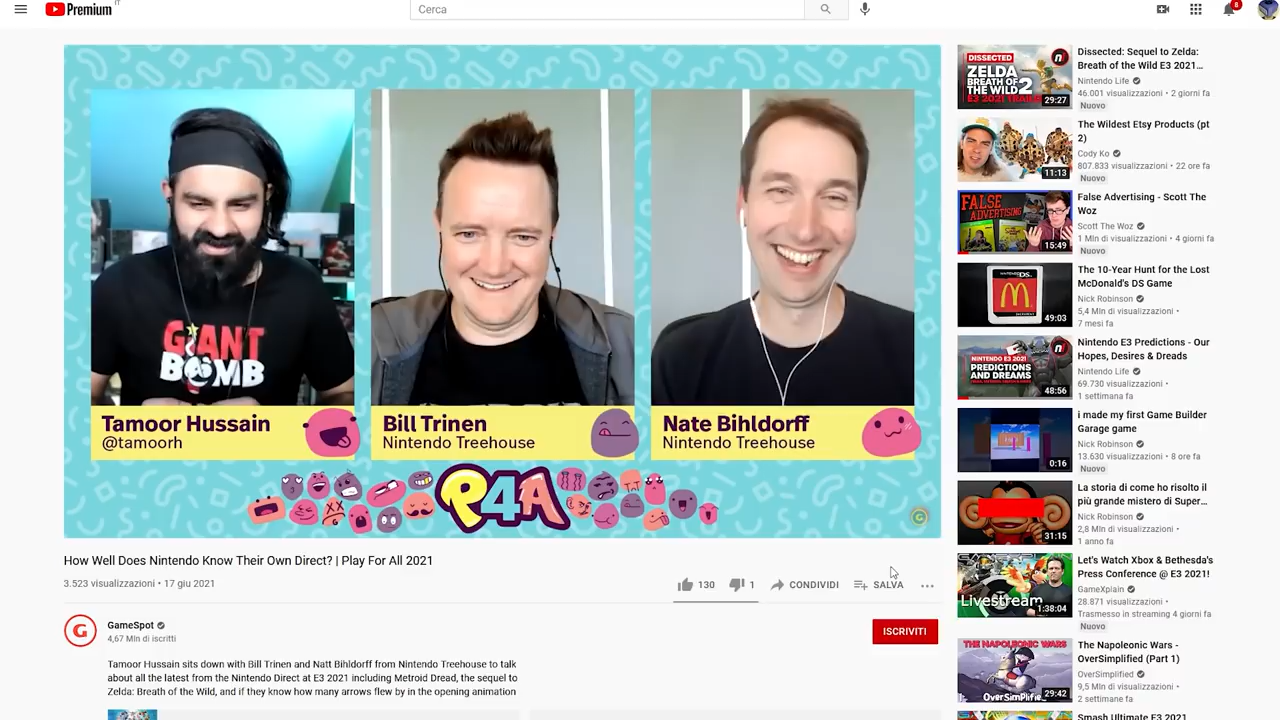 Premium
IT
Cerca
8
GIANT
BOMB
Tamoor Hussain
@tamoorh
Bill Trinen
Nintendo Treehouse
Nate Bihldorff
Nintendo Treehouse
P4A
How Well Does Nintendo Know Their Own Direct? | Play For All 2021
3.523 visualizzazioni • 17 giu 2021
130
1
CONDIVIDI
SALVA
G
GameSpot
4,67 Mln di iscritti
ISCRIVITI
Tamoor Hussain sits down with Bill Trinen and Natt Bihldorff from Nintendo Treehouse to talk
about all the latest from the Nintendo Direct at E3 2021 including Metroid Dread, the sequel to
Zelda: Breath of the Wild, and if they know how many arrows flew by in the opening animation
DISSECTED
ZELDA
BREATH OF
THE WILD 2
E3 2021 TRAILER
29:27
Dissected: Sequel to Zelda:
Breath of the Wild E3 2021...
Nintendo Life
46.001 visualizzazioni • 2 giorni fa
Nuovo
11:13
The Wildest Etsy Products (pt
2)
Cody Ko
807.833 visualizzazioni • 22 ore fa
Nuovo
FALSE
ADVERTISING
15:49
False Advertising - Scott The
Woz
Scott The Woz
1 Mln di visualizzazioni • 4 giorni fa
Nuovo
NINTENDO DS
49:03
The 10-Year Hunt for the Lost
McDonald's DS Game
Nick Robinson
5,4 Mln di visualizzazioni •
7 mesi fa
NINTENDO E3 2021
PREDICTIONS
AND DREAMS
48:56
Nintendo E3 Predictions - Our
Hopes, Desires & Dreads
Nintendo Life
69.730 visualizzazioni •
1 settimana fa
0:16
i made my first Game Builder
Garage game
Nick Robinson
13.630 visualizzazioni • 8 ore fa
Nuovo
31:15
La storia di come ho risolto il
più grande mistero di Super...
Nick Robinson
2,8 Mln di visualizzazioni •
1 anno fa
Livestream
1:38:04
Let's Watch Xbox & Bethesda's
Press Conference @ E3 2021!
GameXplain
28.871 visualizzazioni •
Trasmesso in streaming 4 giorni fa
Nuovo
THE NAPOLEONIC WARS
OverSimplified
29:42
The Napoleonic Wars -
OverSimplified (Part 1)
OverSimplified
9,5 Mln di visualizzazioni •
2 settimane fa
Smash Ultimate E3 2021